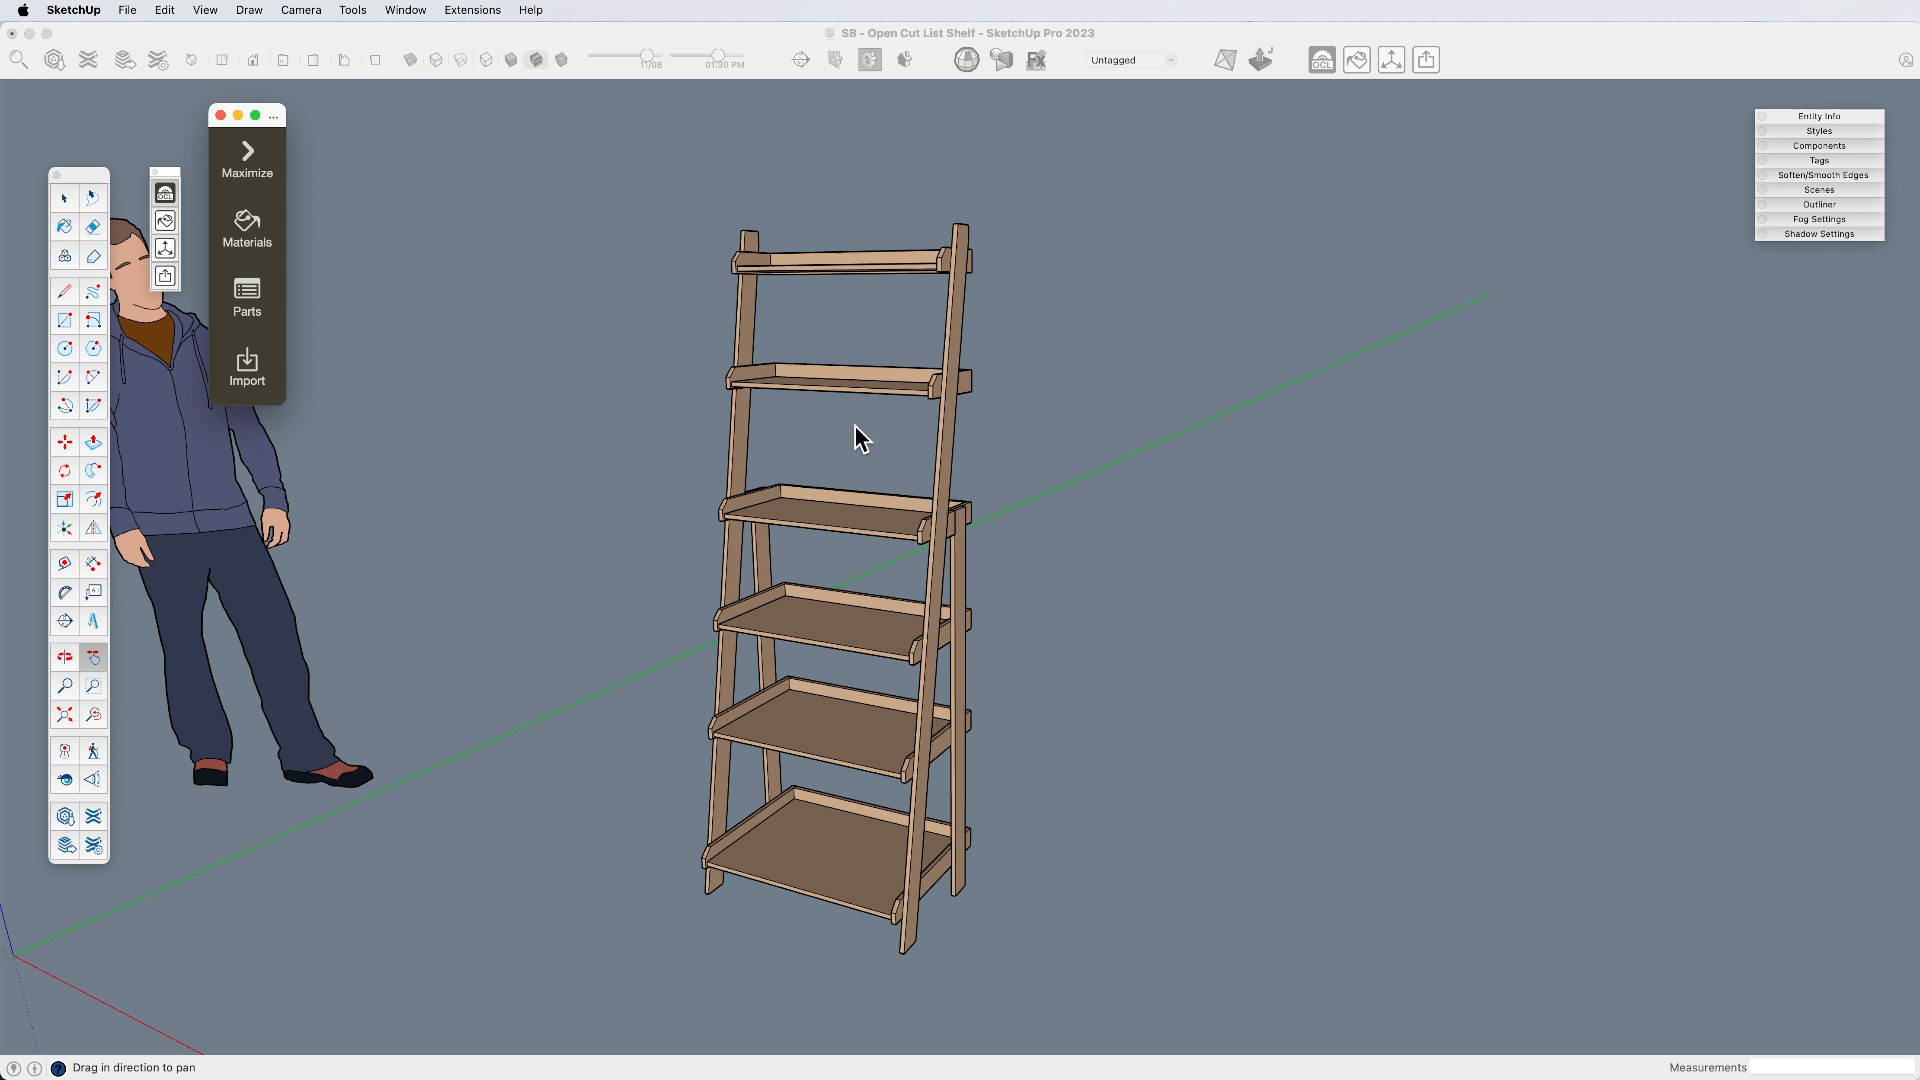 SketchUp File Edit View Draw Camera Tools Window Extensions Help
SB - Open Cut List Shelf - SketchUp Pro 2023
11/08
01:30 PM
Untagged
OCL
...
Maximize
Materials
Parts
Import
OCL
Entity Info
Styles
Components
Tags
Soften/Smooth Edges
Scenes
Outliner
Fog Settings
Shadow Settings
Drag in direction to pan
Measurements